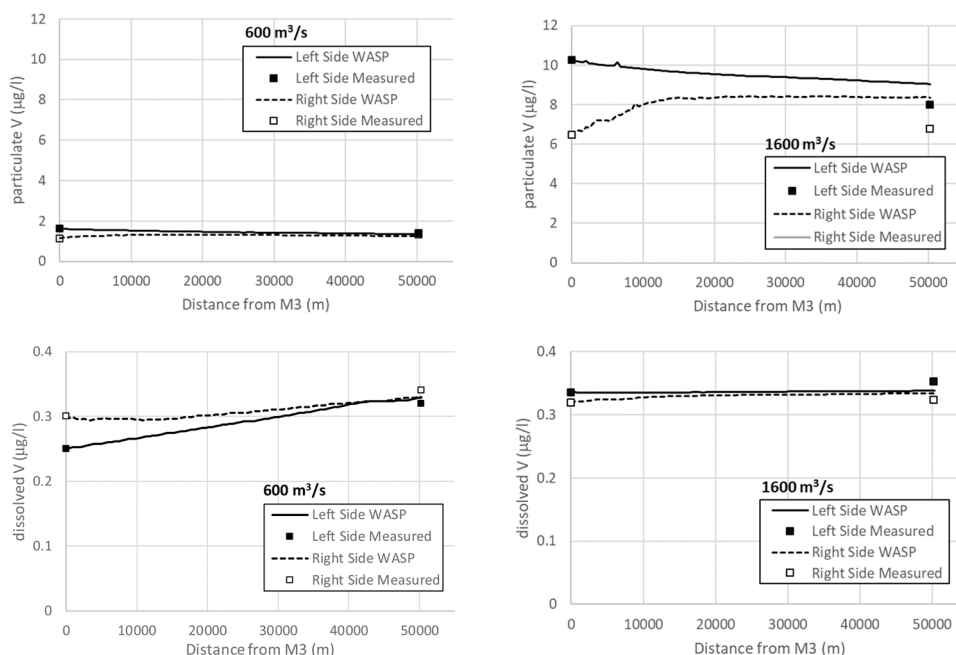 600 m³/s
Left Side WASP
Left Side Measured
Right Side WASP
Right Side Measured
particulate V (µg/l)
12
10
8
6
4
2
0
0 10000 20000 30000 40000 50000
Distance from M3 (m)
1600 m³/s
Left Side WASP
Left Side Measured
Right Side WASP
Right Side Measured
particulate V (µg/l)
12
10
8
6
4
2
0
0 10000 20000 30000 40000 50000
Distance from M3 (m)
600 m³/s
Left Side WASP
Left Side Measured
Right Side WASP
Right Side Measured
dissolved V (µg/l)
0.4
0.3
0.2
0.1
0
0 10000 20000 30000 40000 50000
Distance from M3 (m)
1600 m³/s
Left Side WASP
Left Side Measured
Right Side WASP
Right Side Measured
dissolved V (µg/l)
0.4
0.3
0.2
0.1
0
0 10000 20000 30000 40000 50000
Distance from M3 (m)